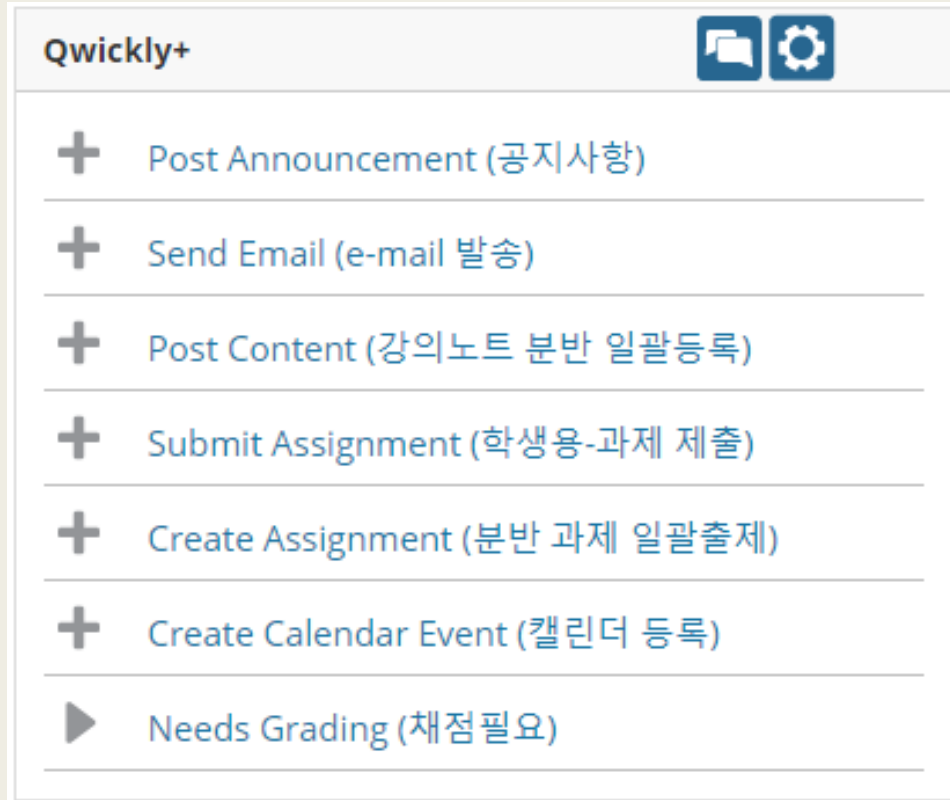 Qwickly+
Post Announcement (공지사항)
Send Email (e-mail 발송)
Post Content (강의노트 분반 일괄등록)
Submit Assignment (학생용-과제 제출)
Create Assignment (분반 과제 일괄출제)
Create Calendar Event (캘린더 등록)
Needs Grading (채점필요)